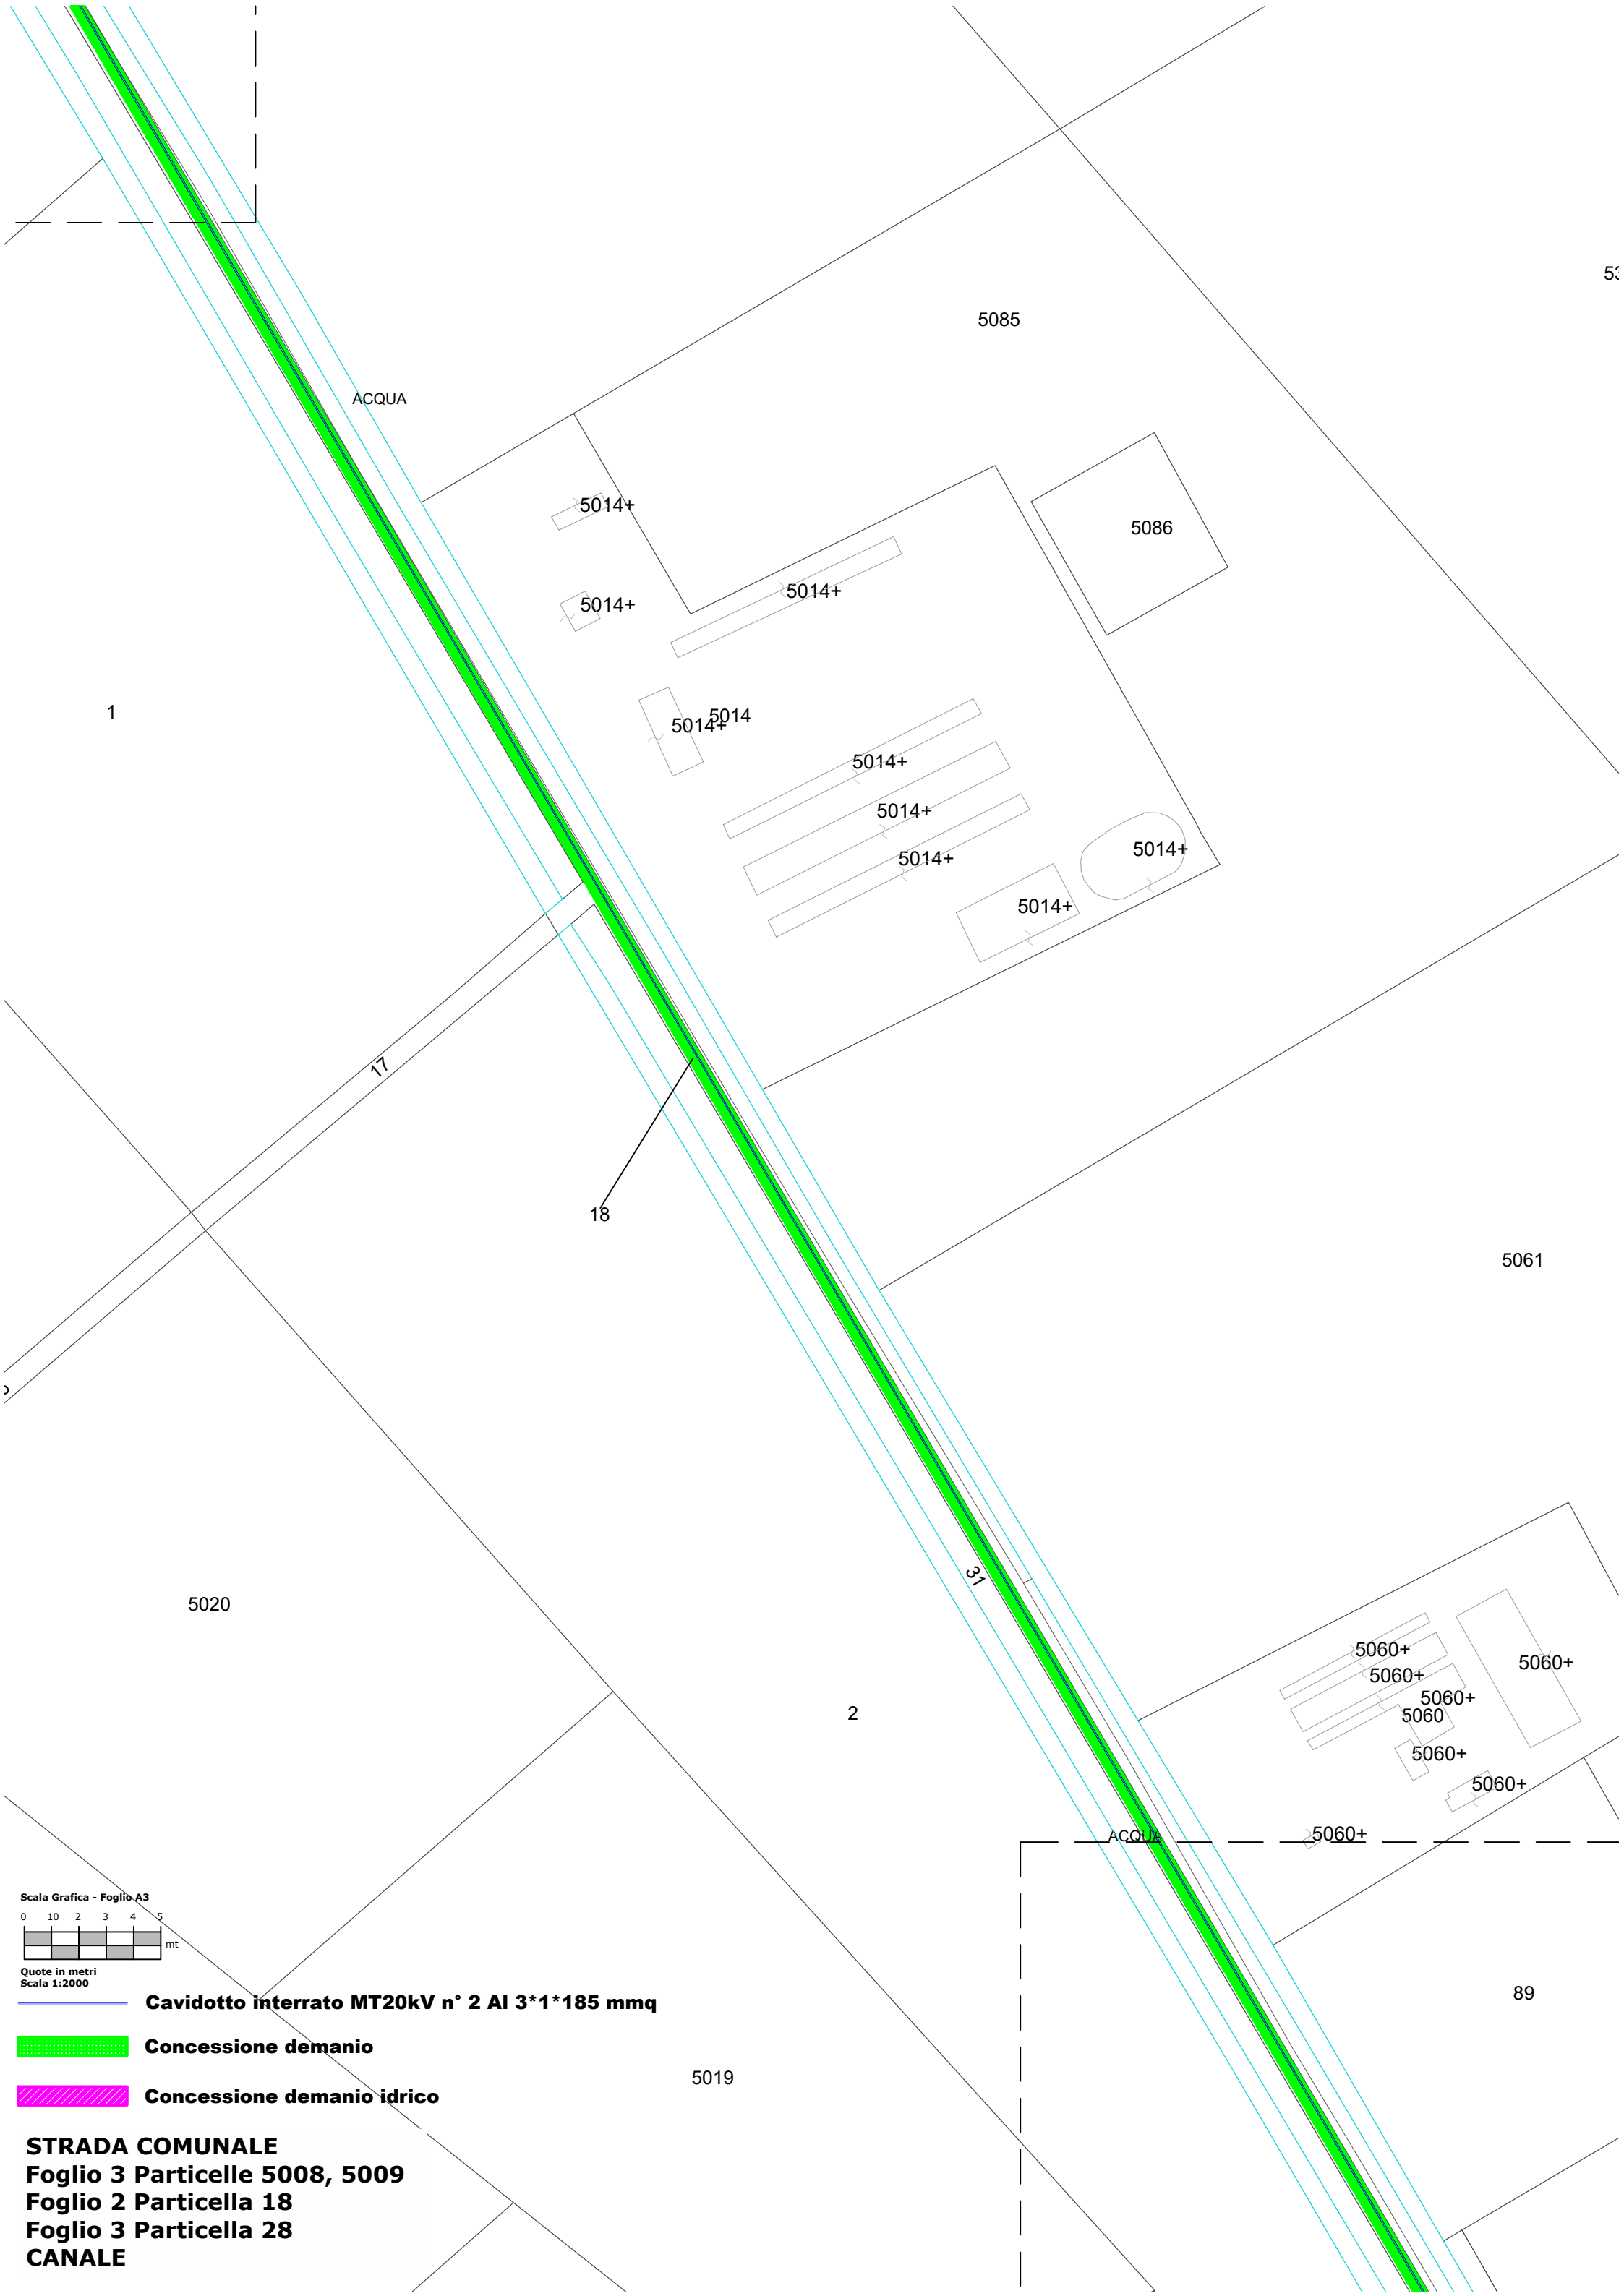 53
5085
ACQUA
5014+
5086
5014+
5014+
1
5014
5014+
5014+
5014+
5014+
5014+
5014+
17
18
5061
31
5020
5060+
5060+
5060+
5060+
5060
2
5060+
5060+
5060+
ACQUA
Scala Grafica - Foglio A3
0 10 2 3 4 5
mt
Quote in metri
Scala 1:2000
89
Cavidotto interrato MT20kV n° 2 Al 3*1*185 mmq
Concessione demanio
5019
Concessione demanio idrico
STRADA COMUNALE
Foglio 3 Particelle 5008, 5009
Foglio 2 Particella 18
Foglio 3 Particella 28
CANALE